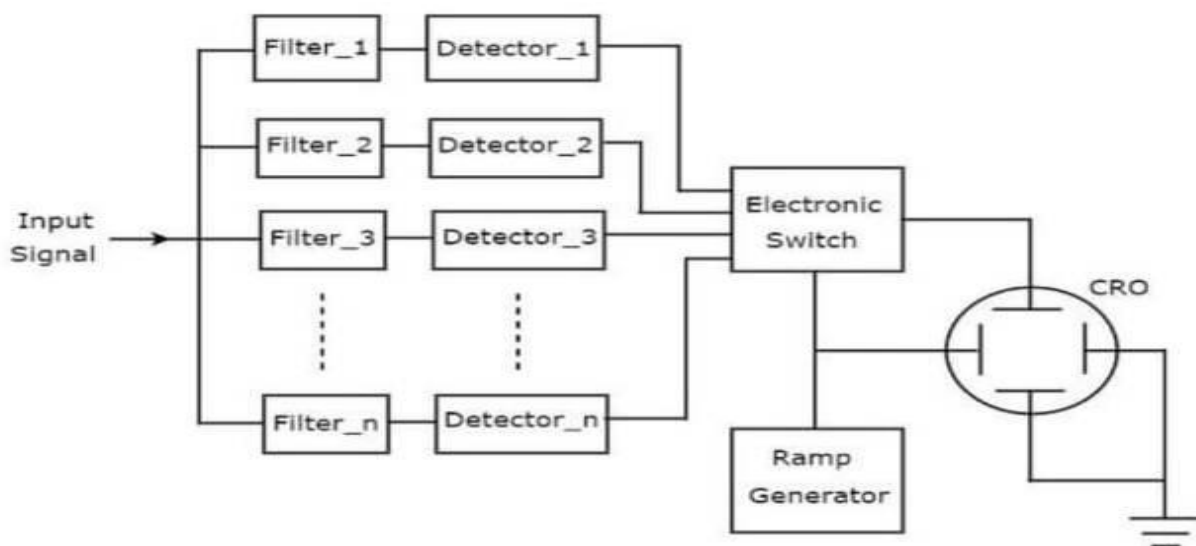 Filter_1
Detector_1
Filter_2
Detector_2
Input
Signal
Filter_3
Detector_3
Electronic
Switch
CRO
Filter_n
Detector_n
Ramp
Generator